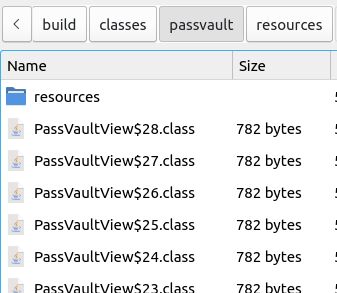 < build classes passvault resources
Name Size
resources
PassVaultView$28.class 782 bytes
PassVaultView$27.class 782 bytes
PassVaultView$26.class 782 bytes
PassVaultView$25.class 782 bytes
PassVaultView$24.class 782 bytes
PassVaultView$23.class 782 bytes